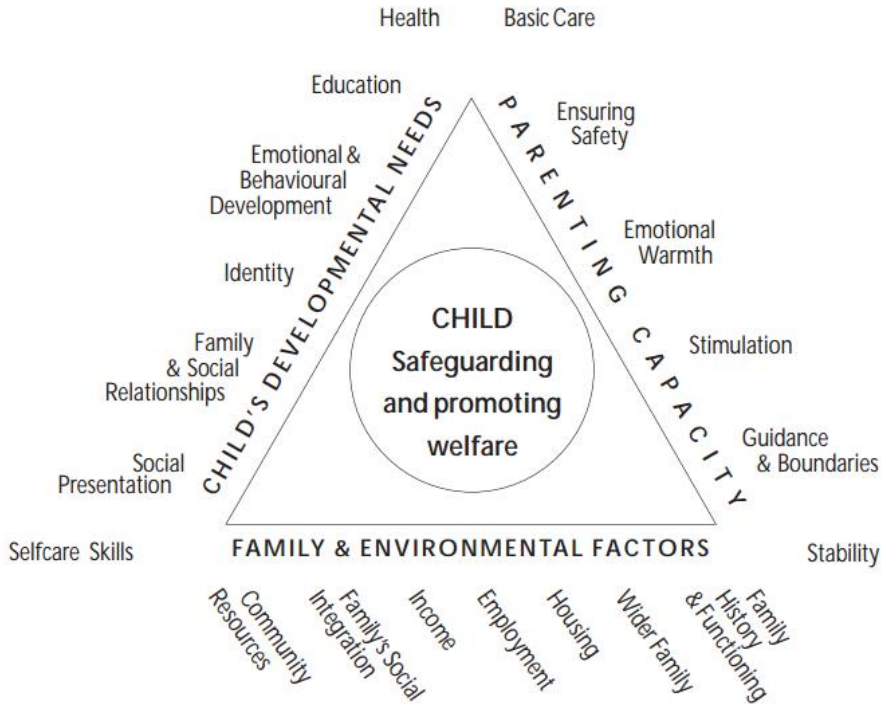 Health
Basic Care
Education
Ensuring
Safety
Emotional &
Behavioural
Development
Emotional
Warmth
Identity
Stimulation
Family
& Social
Relationships
Guidance
& Boundaries
Social
Presentation
Selfcare Skills
Stability
CHILD'S DEVELOPMENTAL NEEDS
PARENTING CAPACITY
CHILD
Safeguarding
and promoting
welfare
FAMILY & ENVIRONMENTAL FACTORS
Community
Resources
Family's Social
Integration
Income
Employment
Housing
Wider Family
Family
History
& Functioning